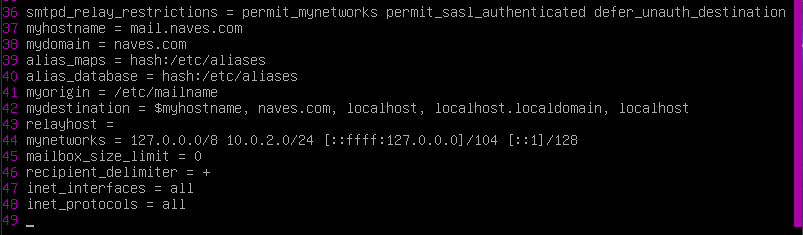 36 smtpd_relay_restrictions = permit_mynetworks permit_sasl_authenticated defer_unauth_destination
37 myhostname = mail.naves.com
38 mydomain = naves.com
39 alias_maps = hash:/etc/aliases
40 alias_database = hash:/etc/aliases
41 myorigin = /etc/mailname
42 mydestination = $myhostname, naves.com, localhost, localhost.localdomain, localhost
43 relayhost =
44 mynetworks = 127.0.0.0/8 10.0.2.0/24 [::ffff:127.0.0.0]/104 [::1]/128
45 mailbox_size_limit = 0
46 recipient_delimiter = +
47 inet_interfaces = all
48 inet_protocols = all
49